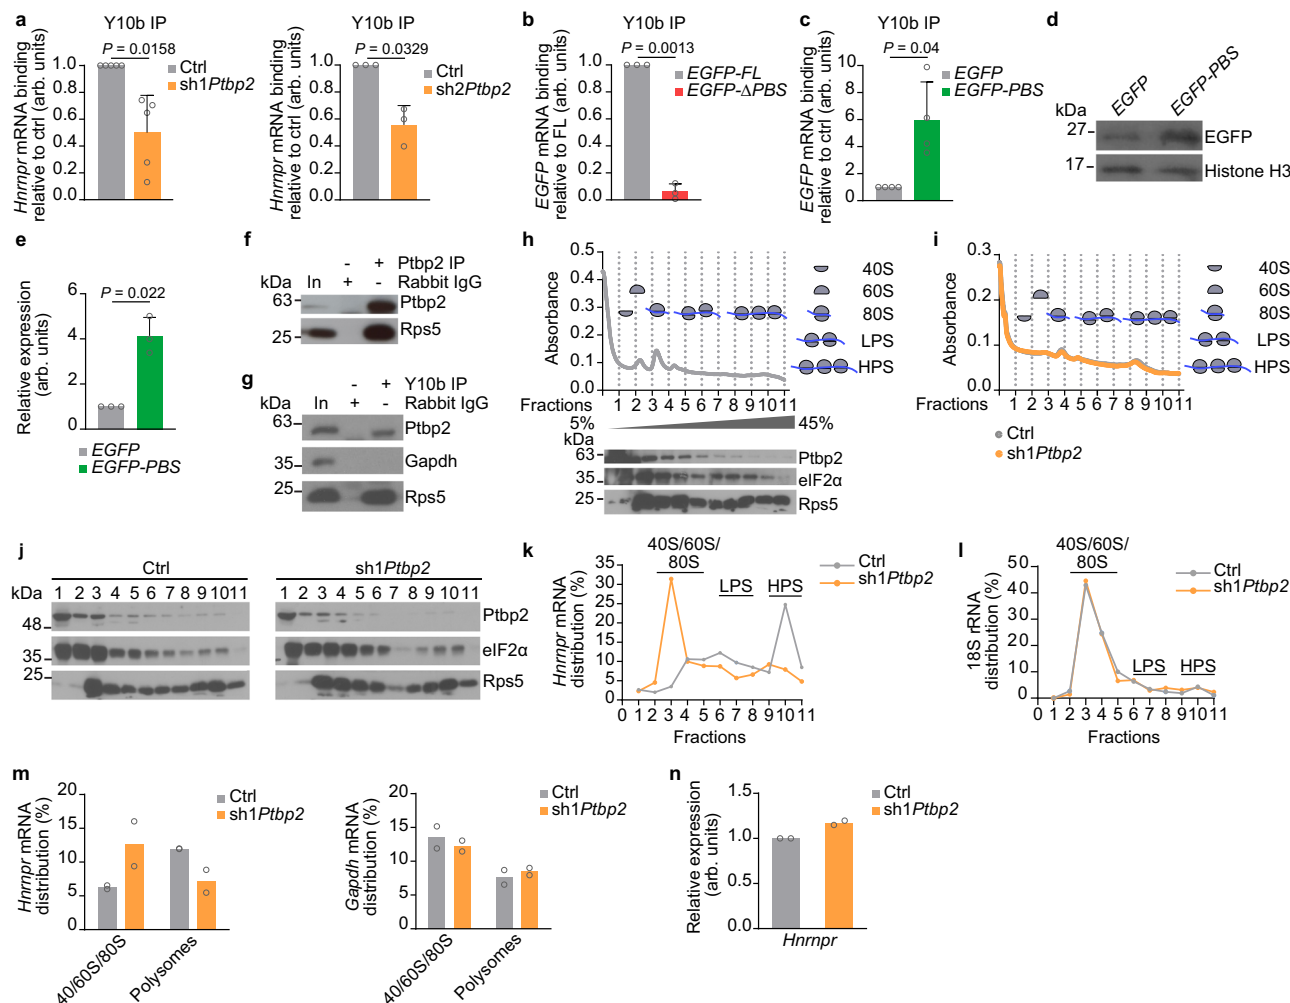 a
Y10b IP
P = 0.0158
Hnrnpr mRNA binding
relative to ctrl (arb. units)
1.0
0.8
0.6
0.4
0.2
0.0
Ctrl
sh1Ptbp2
Y10b IP
P = 0.0329
Hnrnpr mRNA binding
relative to ctrl (arb. units)
1.0
0.8
0.6
0.4
0.2
0.0
Ctrl
sh2Ptbp2
b
Y10b IP
P = 0.0013
EGFP mRNA binding
relative to FL (arb. units)
1.0
0.8
0.6
0.4
0.2
0.0
EGFP-FL
EGFP-ΔPBS
c
Y10b IP
P = 0.04
EGFP mRNA binding
relative to ctrl (arb. units)
10
8
6
4
2
0
EGFP
EGFP-PBS
d
EGFP
EGFP-PBS
kDa
27
EGFP
17
Histone H3
e
P = 0.022
Relative expression
(arb. units)
6
4
2
0
EGFP
EGFP-PBS
f
- + Ptbp2 IP
kDa In + - Rabbit IgG
63
Ptbp2
25
Rps5
g
- + Y10b IP
kDa In + - Rabbit IgG
63
Ptbp2
35
Gapdh
25
Rps5
h
Absorbance
0.5
0.4
0.3
0.2
0.1
0.0
40S
60S
80S
LPS
HPS
Fractions 1 2 3 4 5 6 7 8 9 10 11
5% 45%
kDa
63
Ptbp2
35
eIF2α
25
Rps5
i
Absorbance
0.3
0.2
0.1
0.0
40S
60S
80S
LPS
HPS
Fractions 1 2 3 4 5 6 7 8 9 10 11
Ctrl
sh1Ptbp2
j
Ctrl
sh1Ptbp2
1 2 3 4 5 6 7 8 9 10 11
1 2 3 4 5 6 7 8 9 10 11
kDa
48
Ptbp2
35
eIF2α
25
Rps5
k
40S/60S/
80S
LPS
HPS
Ctrl
sh1Ptbp2
Hnrnpr mRNA
distribution (%)
35
30
25
20
15
10
5
0
0 1 2 3 4 5 6 7 8 9 10 11
Fractions
l
40S/60S/
80S
LPS
HPS
Ctrl
sh1Ptbp2
18S rRNA
distribution (%)
50
40
30
20
10
0
0 1 2 3 4 5 6 7 8 9 10 11
Fractions
m
Hnrnpr mRNA
distribution (%)
20
15
10
5
0
40/60S/80S
Polysomes
Ctrl
sh1Ptbp2
Gapdh mRNA
distribution (%)
20
15
10
5
0
40/60S/80S
Polysomes
Ctrl
sh1Ptbp2
n
Relative expression
(arb. units)
1.5
1.0
0.5
0.0
Hnrnpr
Ctrl
sh1Ptbp2